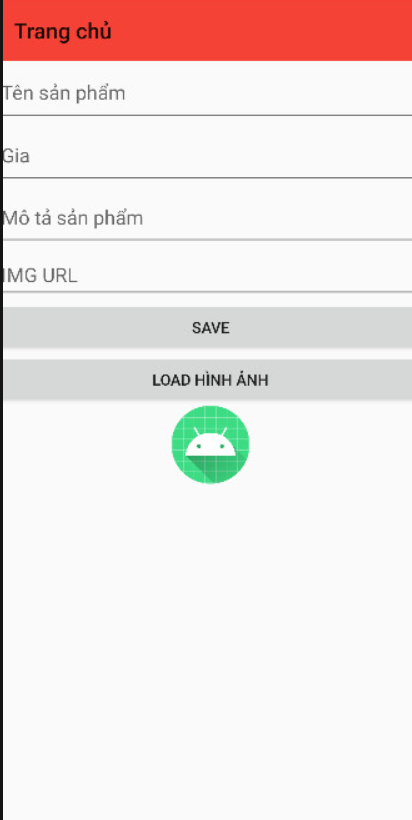 Trang chủ
Tên sản phẩm
Gia
Mô tả sản phẩm
IMG URL
SAVE
LOAD HÌNH ẢNH